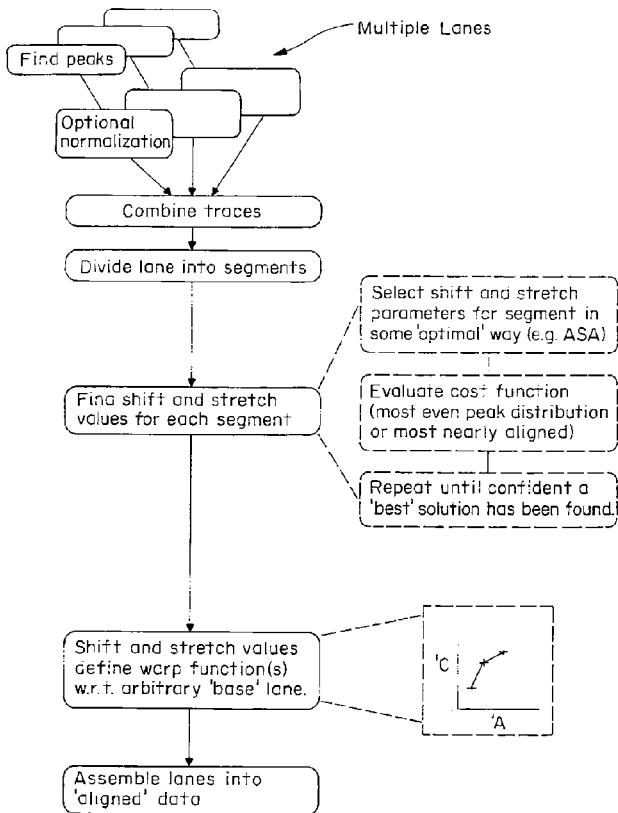 Multiple Lanes
Find peaks
Optional
normalization
Combine traces
Divide lane into segments
Select shift and stretch
parameters for segment in
some 'optimal' way (e.g. ASA)
Find shift and stretch
values for each segment
Evaluate cost function
(most even peak distribution
or most nearly aligned)
Repeat until confident a
'best' solution has been found.
Shift and stretch values
define warp function(s)
w.r.t. arbitrary 'base' lane.
'C
'A
Assemble lanes into
'aligned' data